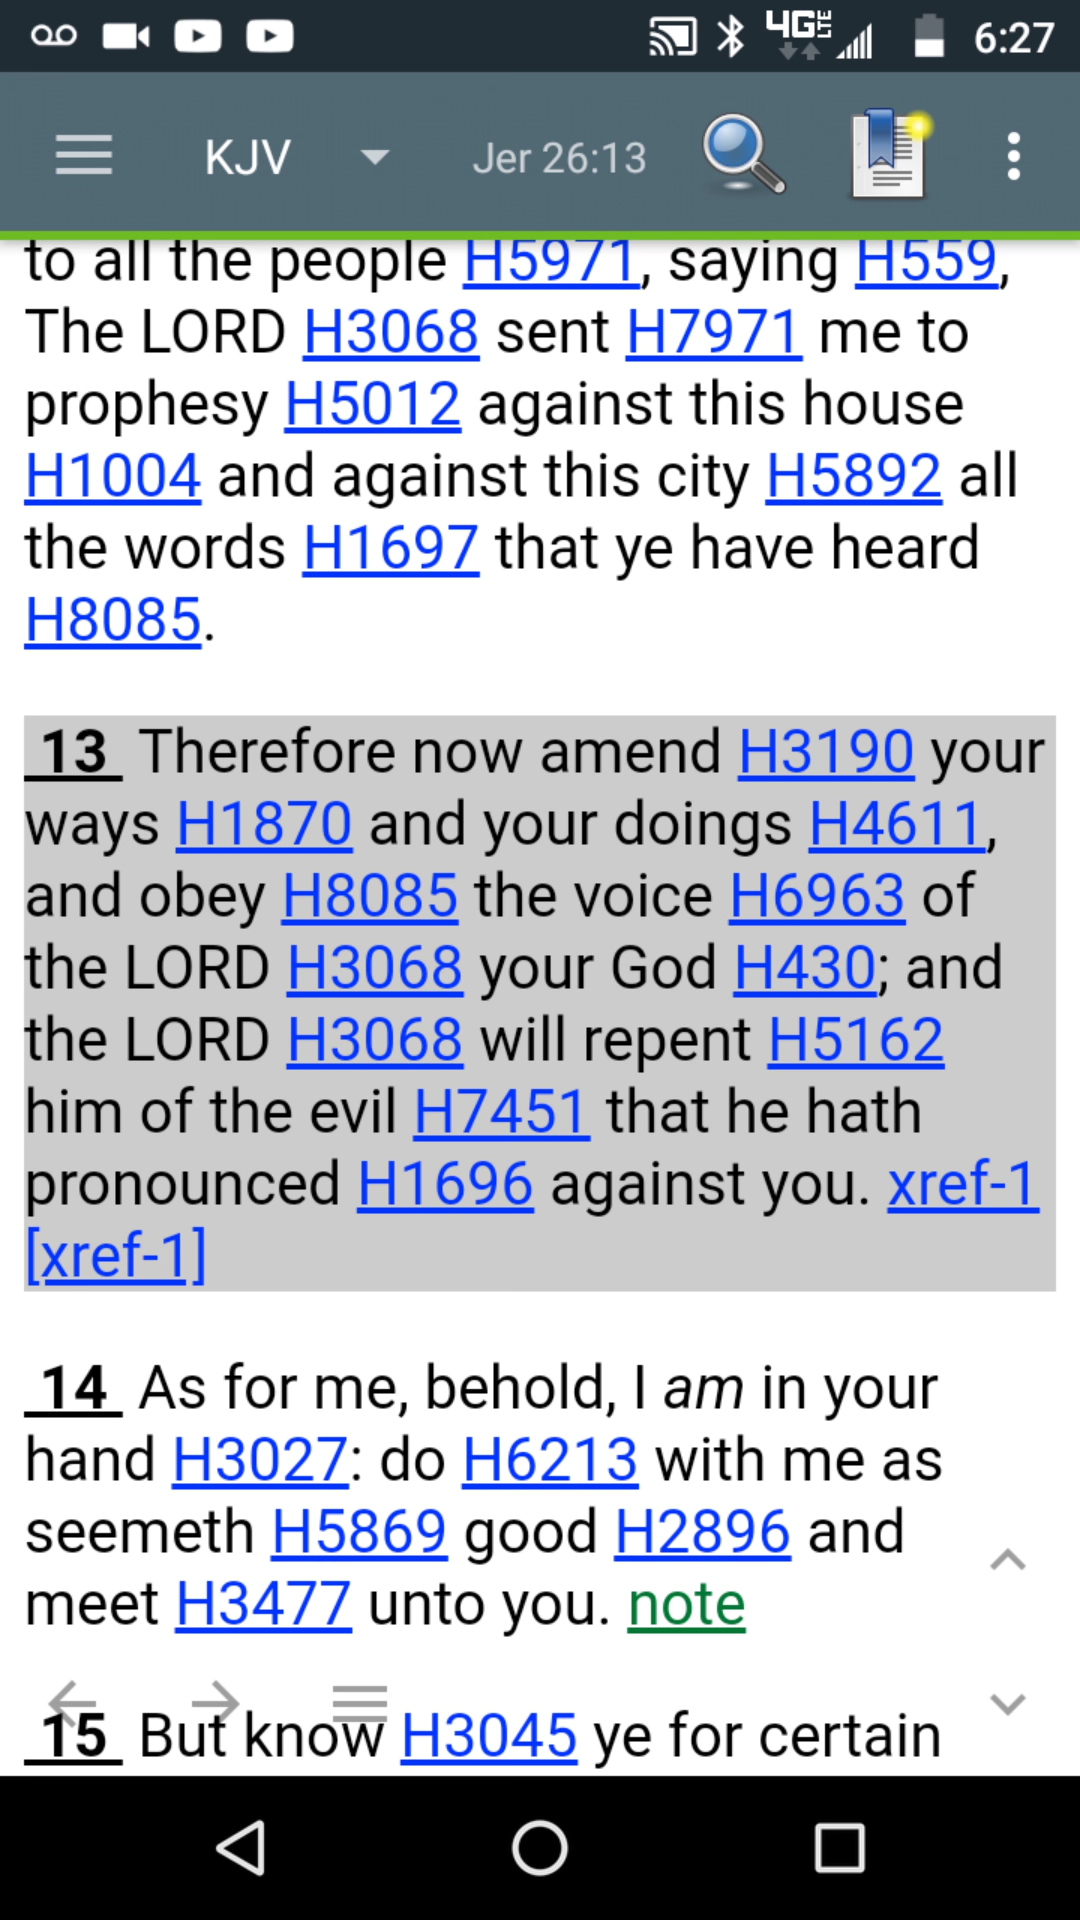 4G LTE 6:27
KJV Jer 26:13
to all the people H5971, saying H559,
The LORD H3068 sent H7971 me to
prophesy H5012 against this house
H1004 and against this city H5892 all
the words H1697 that ye have heard
H8085.
13 Therefore now amend H3190 your
ways H1870 and your doings H4611,
and obey H8085 the voice H6963 of
the LORD H3068 your God H430; and
the LORD H3068 will repent H5162
him of the evil H7451 that he hath
pronounced H1696 against you. xref-1
[xref-1]
14 As for me, behold, I am in your
hand H3027: do H6213 with me as
seemeth H5869 good H2896 and
meet H3477 unto you. note
15 But know H3045 ye for certain